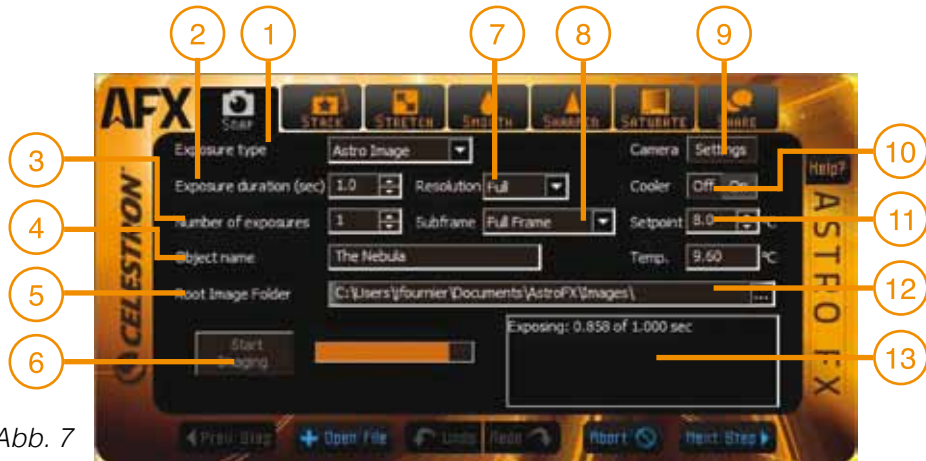 2 1 7 8 9
AFX SNAP STACK STRETCH SMOOTH SHARPEN SATURATE SHARE
Exposure type Astro Image Camera Settings
Help?
3 Exposure duration (sec) 1.0 Resolution Full Cooler Off On 10
4 Number of exposures 1 Subframe Full Frame Setpoint 8.0 °C 11
Object name The Nebula Temp. 9.60 °C
5 Root Image Folder C:\Users\jfournier\Documents\AstroFX\Images\ ... 12
6 Start Imaging Exposing: 0.858 of 1.000 sec 13
CELESTRON
ASTRO FX
Abb. 7 Prev Step Open File Undo Redo Abort Next Step